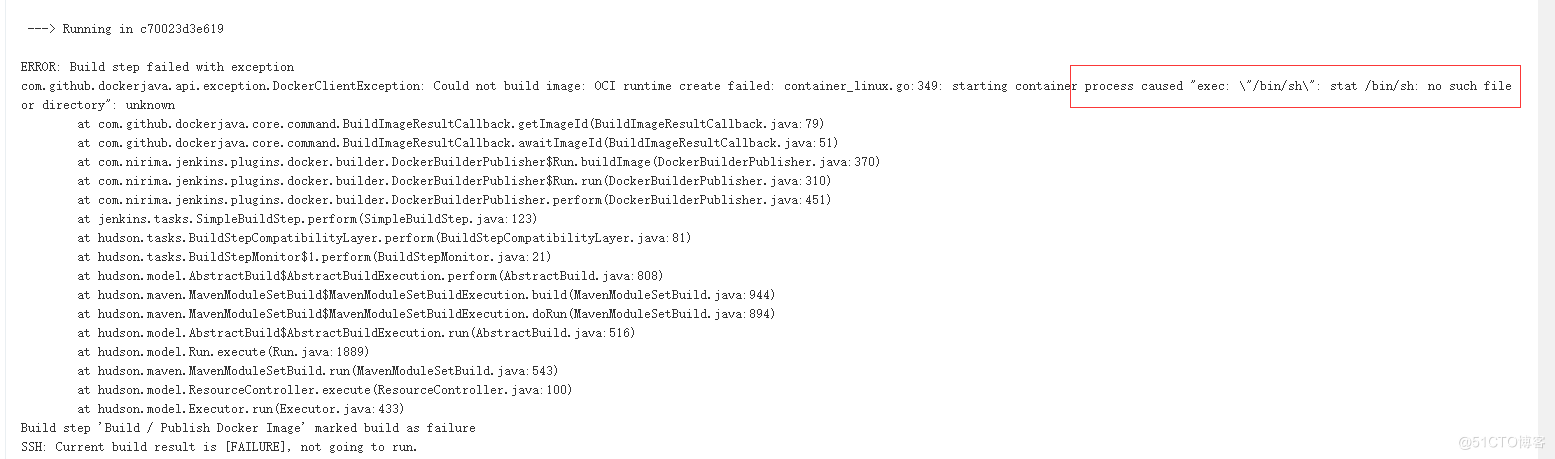 ---> Running in c70023d3e619
ERROR: Build step failed with exception
com.github.dockerjava.api.exception.DockerClientException: Could not build image: OCI runtime create failed: container_linux.go:349: starting container process caused "exec: \"/bin/sh\": stat /bin/sh: no such file
or directory": unknown
at com.github.dockerjava.core.command.BuildImageResultCallback.getImageId(BuildImageResultCallback.java:79)
at com.github.dockerjava.core.command.BuildImageResultCallback.awaitImageId(BuildImageResultCallback.java:51)
at com.nirima.jenkins.plugins.docker.builder.DockerBuilderPublisher$Run.buildImage(DockerBuilderPublisher.java:370)
at com.nirima.jenkins.plugins.docker.builder.DockerBuilderPublisher$Run.run(DockerBuilderPublisher.java:310)
at com.nirima.jenkins.plugins.docker.builder.DockerBuilderPublisher.perform(DockerBuilderPublisher.java:451)
at jenkins.tasks.SimpleBuildStep.perform(SimpleBuildStep.java:123)
at hudson.tasks.BuildStepCompatibilityLayer.perform(BuildStepCompatibilityLayer.java:81)
at hudson.tasks.BuildStepMonitor$1.perform(BuildStepMonitor.java:21)
at hudson.model.AbstractBuild$AbstractBuildExecution.perform(AbstractBuild.java:808)
at hudson.maven.MavenModuleSetBuild$MavenModuleSetBuildExecution.build(MavenModuleSetBuild.java:944)
at hudson.maven.MavenModuleSetBuild$MavenModuleSetBuildExecution.doRun(MavenModuleSetBuild.java:894)
at hudson.model.AbstractBuild$AbstractBuildExecution.run(AbstractBuild.java:516)
at hudson.model.Run.execute(Run.java:1889)
at hudson.maven.MavenModuleSetBuild.run(MavenModuleSetBuild.java:543)
at hudson.model.ResourceController.execute(ResourceController.java:100)
at hudson.model.Executor.run(Executor.java:433)
Build step 'Build / Publish Docker Image' marked build as failure
SSH: Current build result is [FAILURE], not going to run.
@51CTO博客